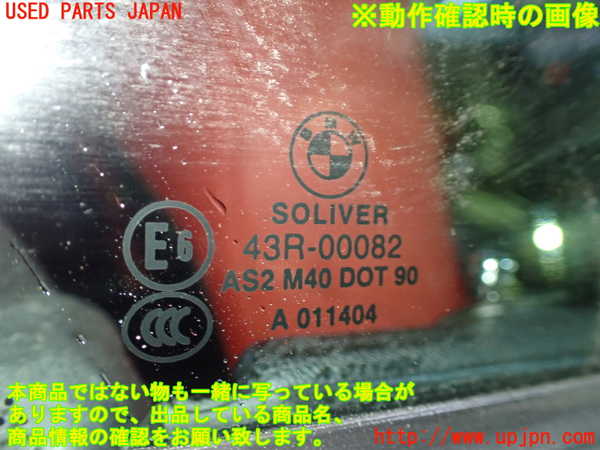 USED PARTS JAPAN
※動作確認時の画像
BMW
SOLiVER
E6
43R-00082
AS2 M40 DOT 90
CCC
A 011404
本商品ではない物も一緒に写っている場合が
ありますので、出品している商品名、
商品情報の確認をお願い致します。
http://www.upjpn.com